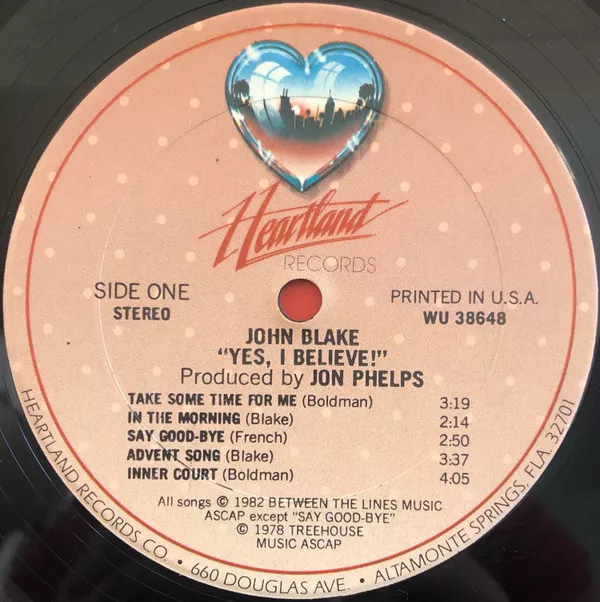 Heartland
RECORDS
SIDE ONE
STEREO
PRINTED IN U.S.A.
WU 38648
JOHN BLAKE
"YES, I BELIEVE!"
Produced by JON PHELPS
TAKE SOME TIME FOR ME (Boldman) 3:19
IN THE MORNING (Blake) 2:14
SAY GOOD-BYE (French) 2:50
ADVENT SONG (Blake) 3:37
INNER COURT (Boldman) 4:05
All songs © 1982 BETWEEN THE LINES MUSIC
ASCAP except "SAY GOOD-BYE"
© 1978 TREEHOUSE
MUSIC ASCAP
HEARTLAND RECORDS CO. • 660 DOUGLAS AVE. • ALTAMONTE SPRINGS, FLA. 32701